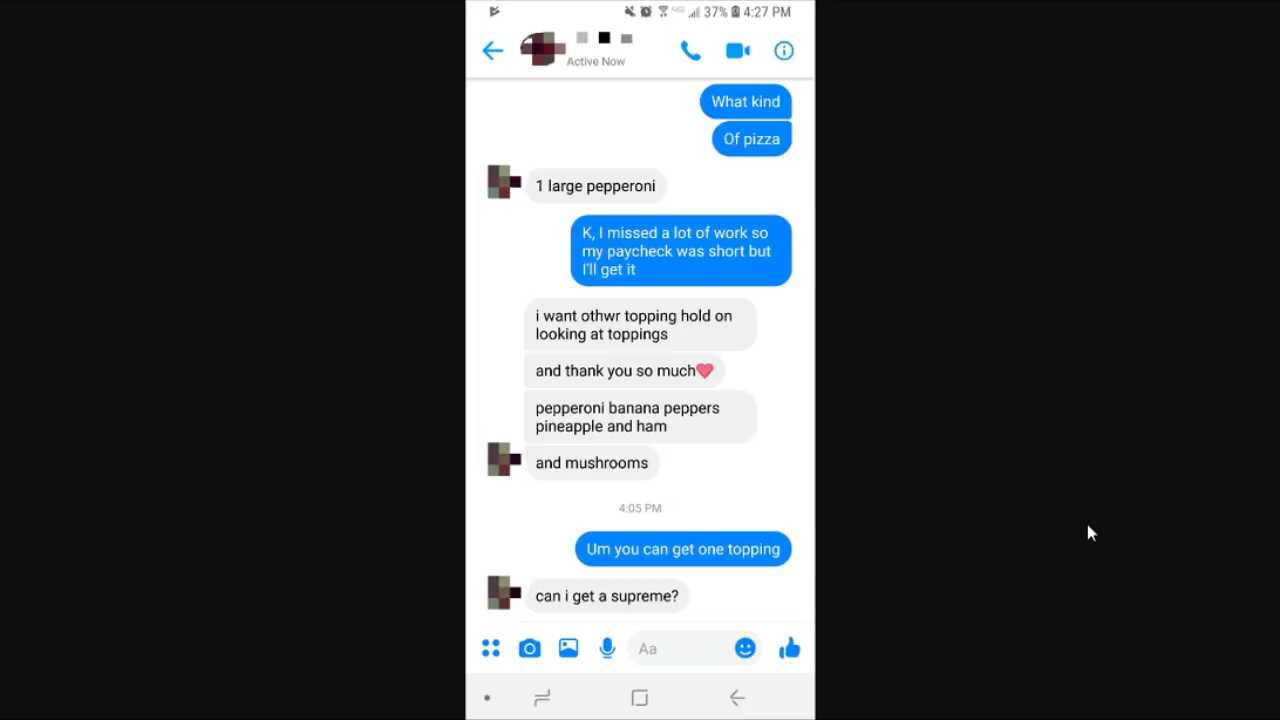 37% 4:27 PM
Active Now
What kind
Of pizza
1 large pepperoni
K, I missed a lot of work so
my paycheck was short but
I'll get it
i want othwr topping hold on
looking at toppings
and thank you so much❤
pepperoni banana peppers
pineapple and ham
and mushrooms
4:05 PM
Um you can get one topping
can i get a supreme?
Aa